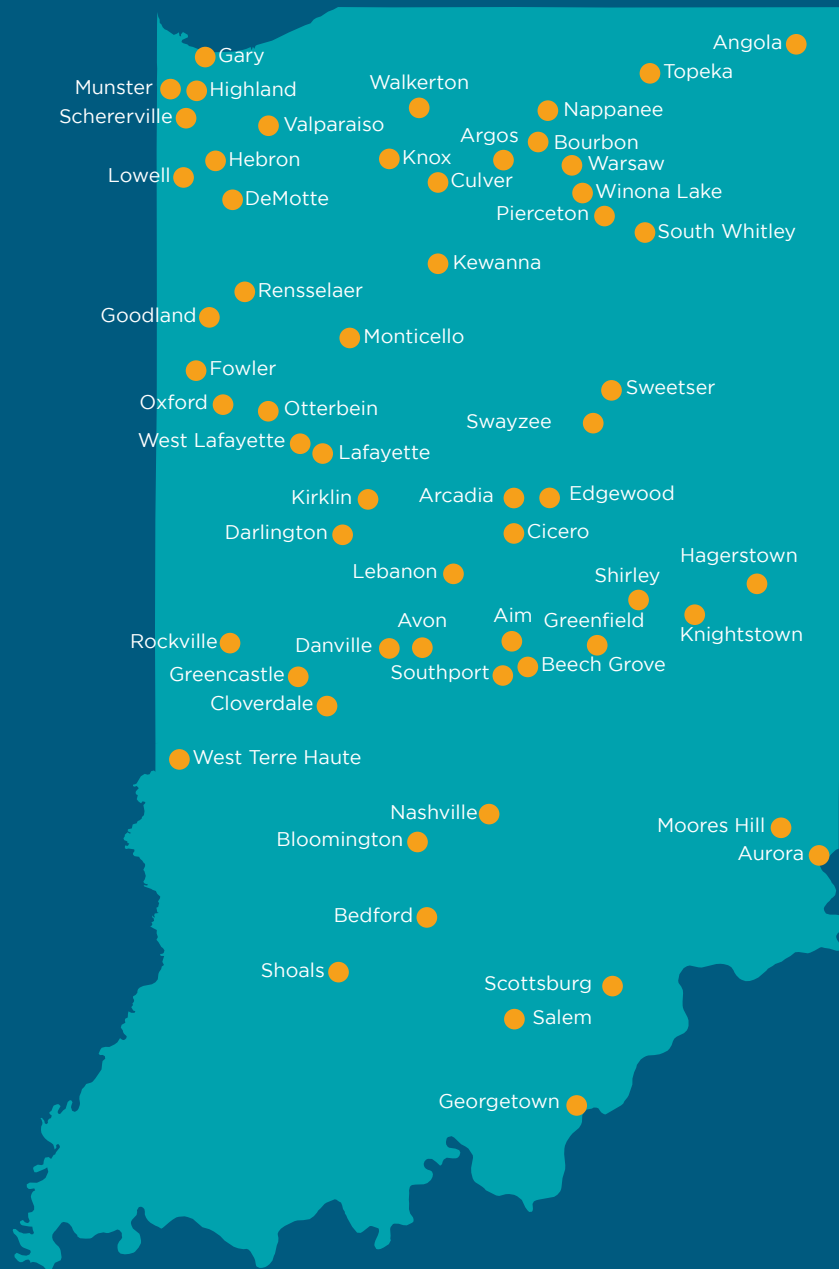 Angola
Gary
Topeka
Walkerton
Munster
Highland
Nappanee
Schererville
Valparaiso
Argos
Bourbon
Knox
Hebron
Warsaw
Lowell
Culver
DeMotte
Winona Lake
Pierceton
South Whitley
Kewanna
Rensselaer
Goodland
Monticello
Fowler
Sweetser
Oxford
Otterbein
Swayzee
West Lafayette
Lafayette
Kirklin
Arcadia
Edgewood
Darlington
Cicero
Hagerstown
Lebanon
Shirley
Avon
Aim
Greenfield
Knightstown
Rockville
Danville
Beech Grove
Greencastle
Southport
Cloverdale
West Terre Haute
Nashville
Moores Hill
Bloomington
Aurora
Bedford
Shoals
Scottsburg
Salem
Georgetown